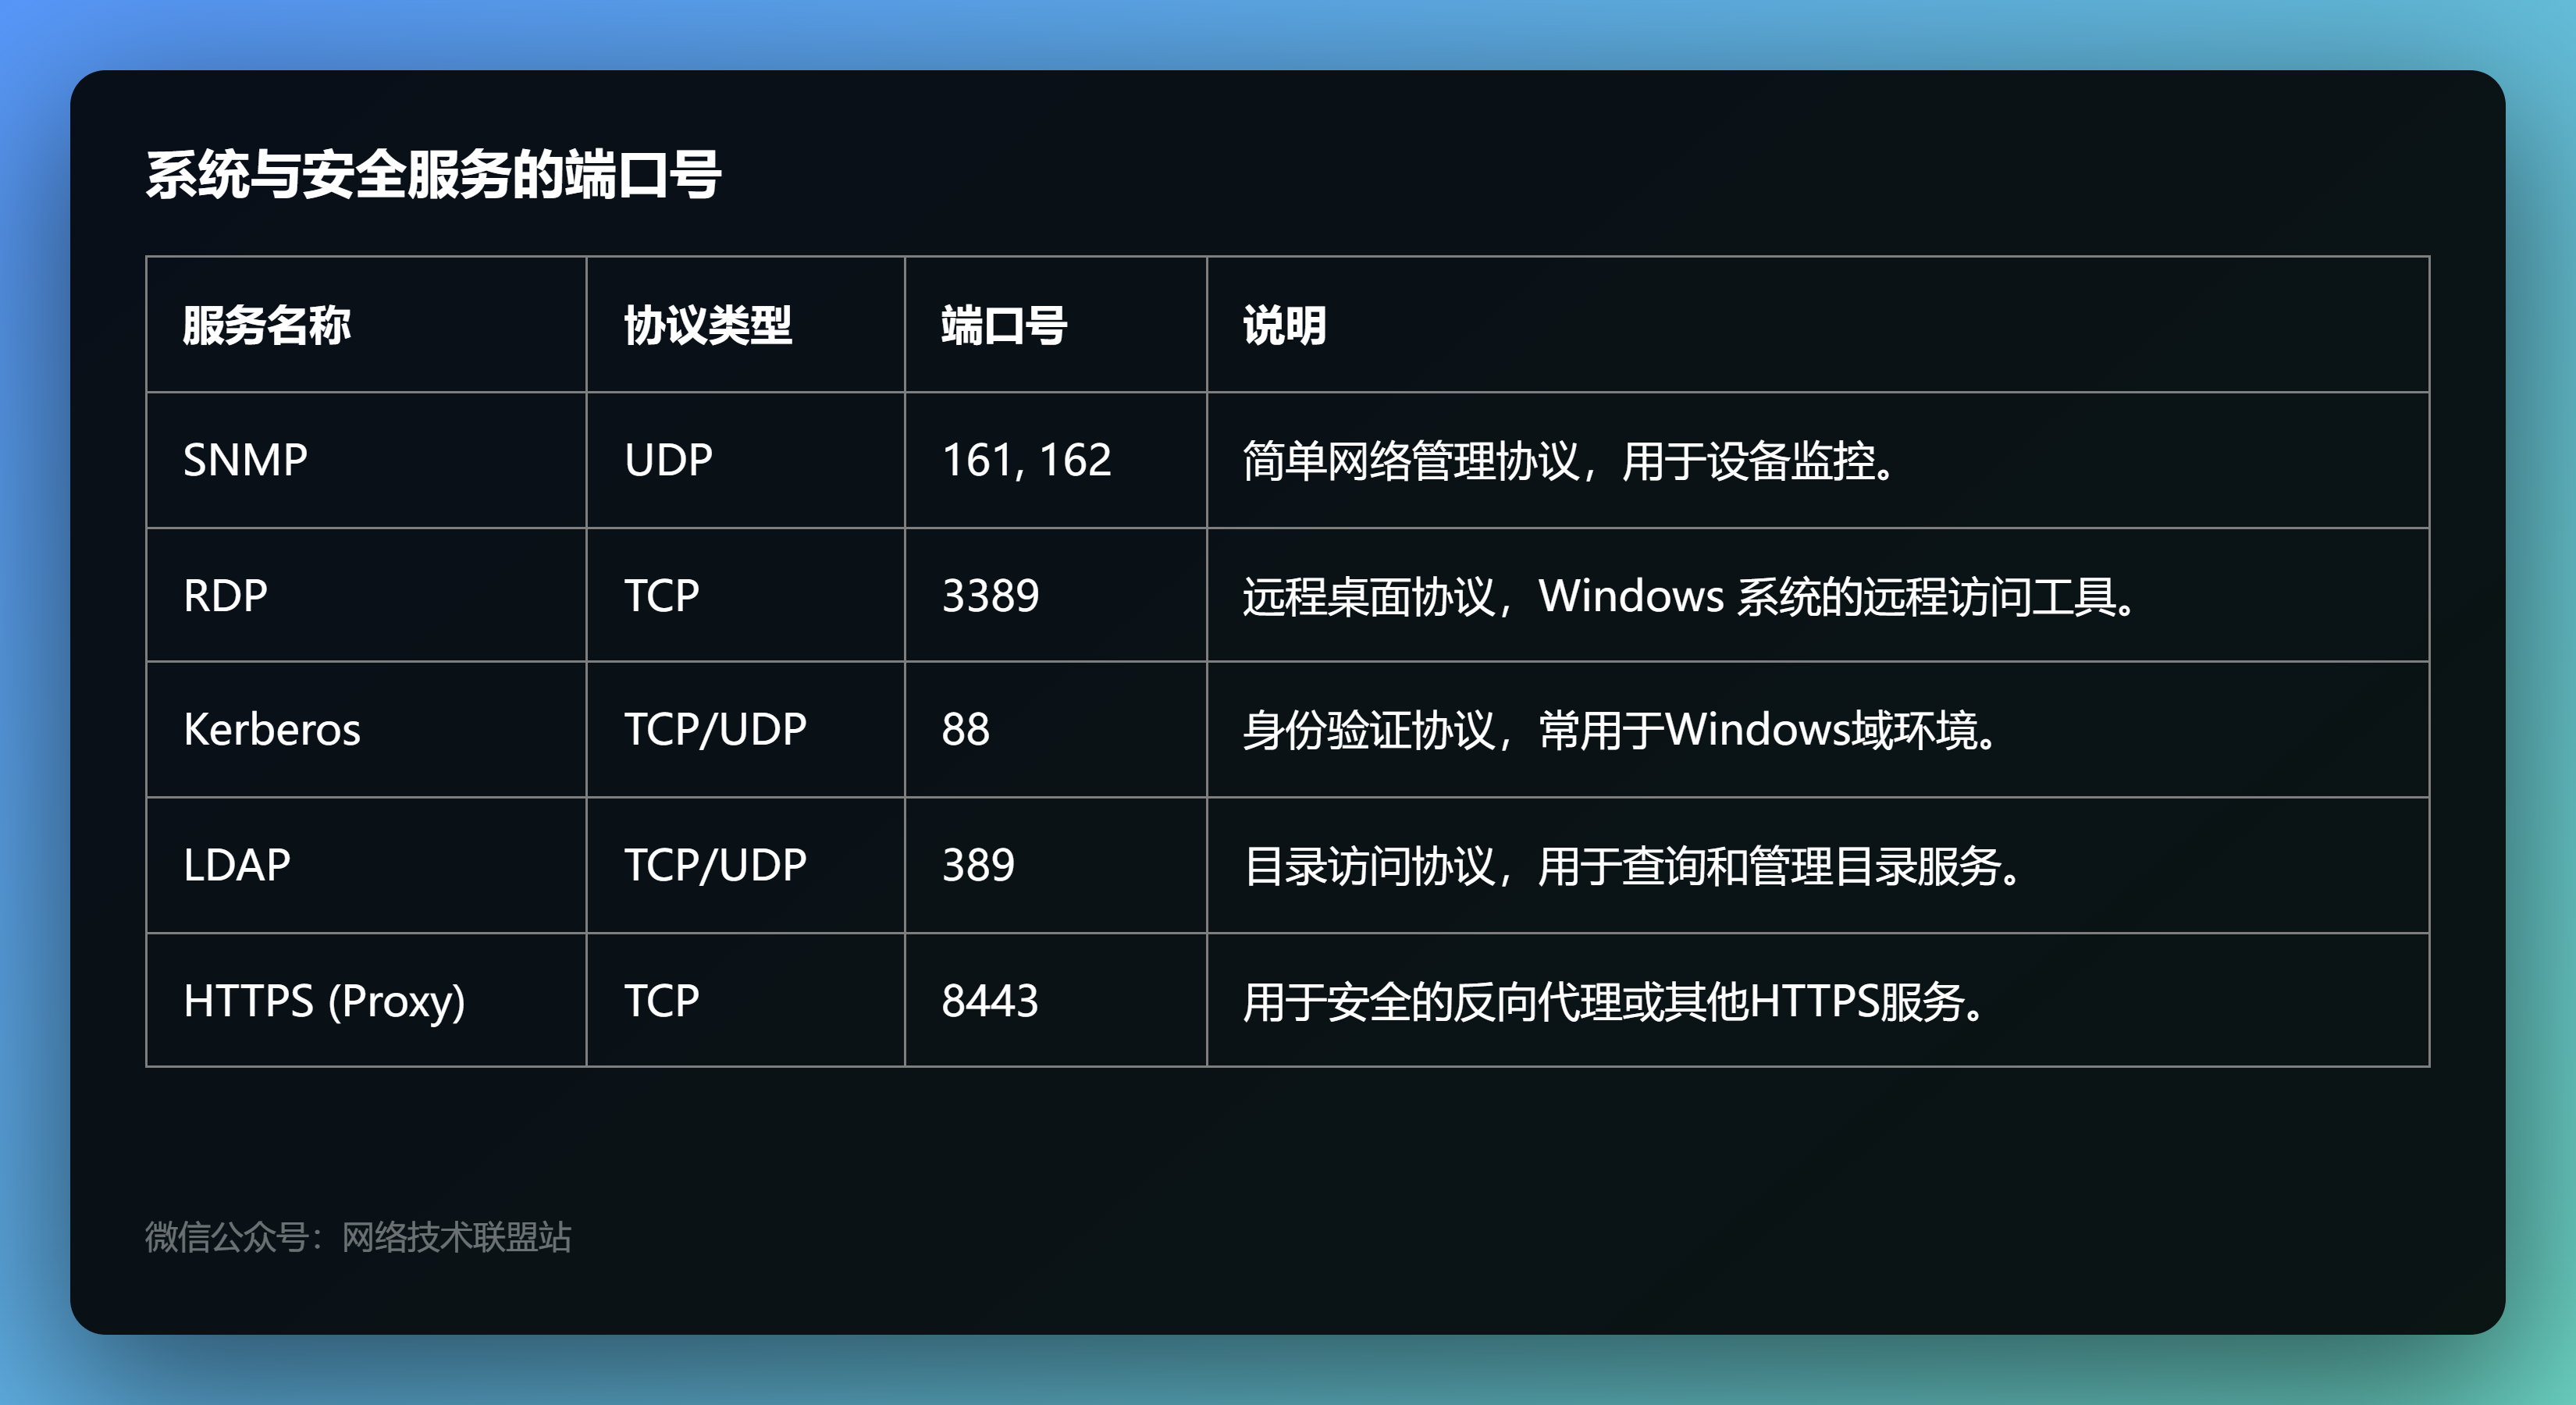 系统与安全服务的端口号
服务名称 协议类型 端口号 说明
SNMP UDP 161, 162 简单网络管理协议，用于设备监控。
RDP TCP 3389 远程桌面协议，Windows 系统的远程访问工具。
Kerberos TCP/UDP 88 身份验证协议，常用于Windows域环境。
LDAP TCP/UDP 389 目录访问协议，用于查询和管理目录服务。
HTTPS (Proxy) TCP 8443 用于安全的反向代理或其他HTTPS服务。
微信公众号：网络技术联盟站